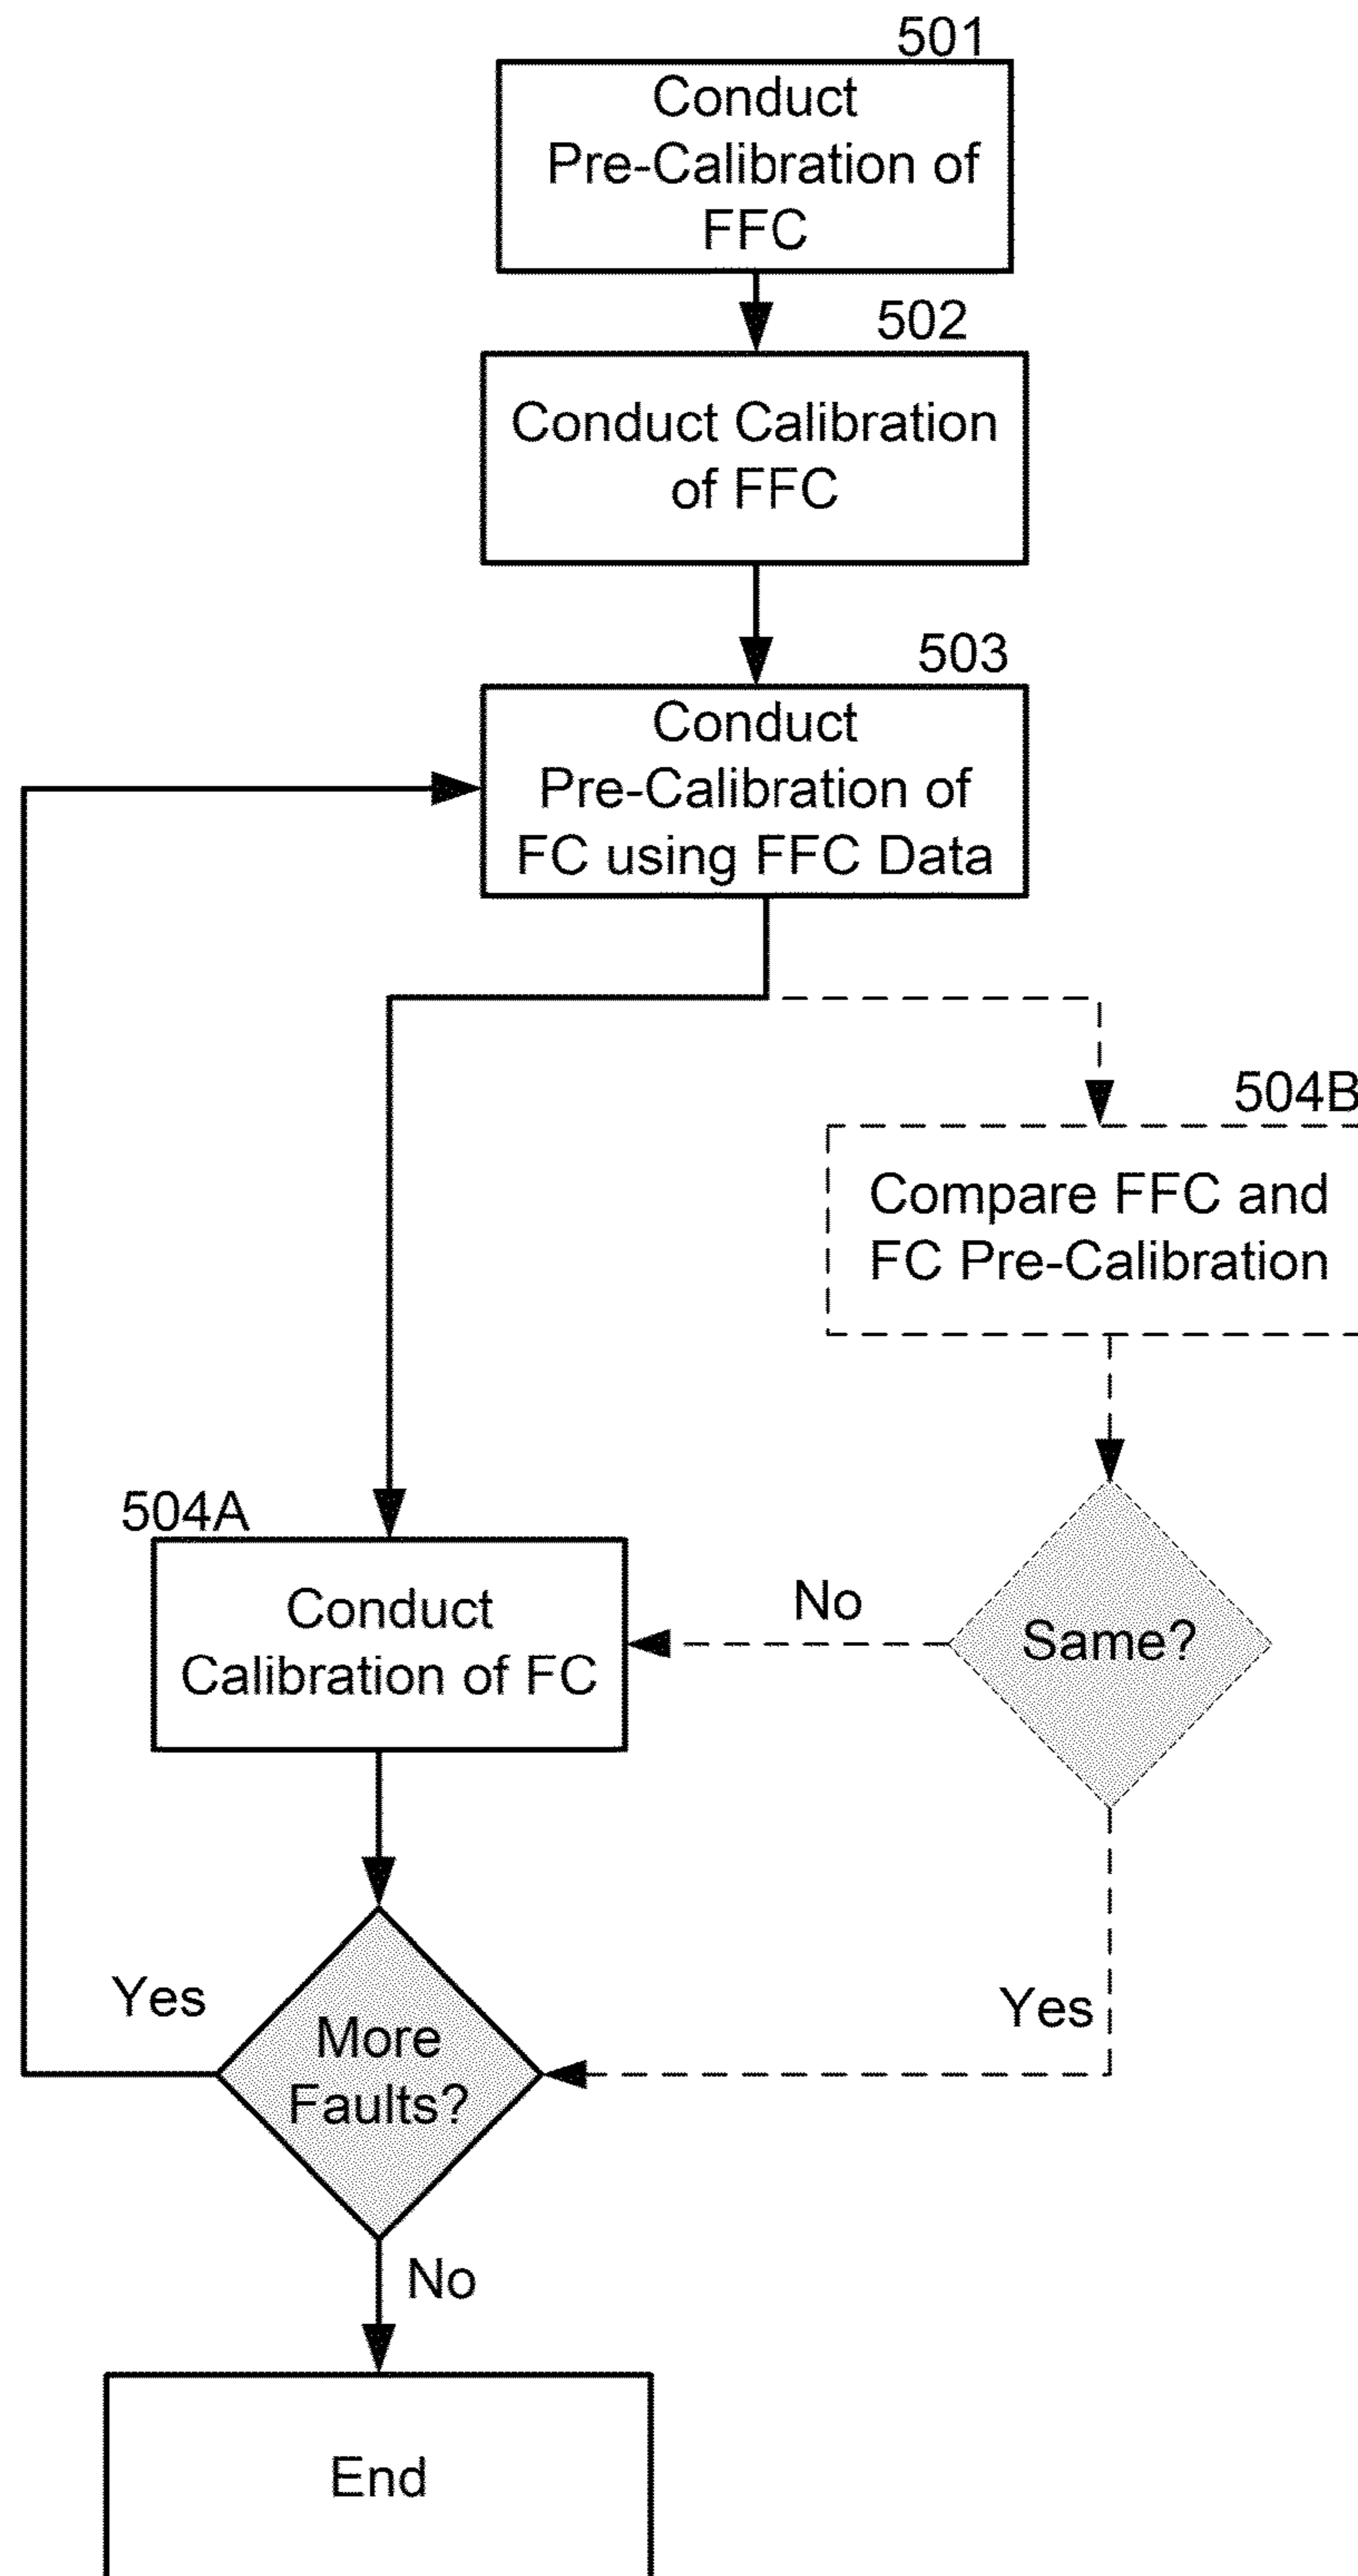 501
Conduct
Pre-Calibration of
FFC
502
Conduct Calibration
of FFC
503
Conduct
Pre-Calibration of
FC using FFC Data
504B
Compare FFC and
FC Pre-Calibration
504A
Conduct
Calibration of FC
No
Same?
Yes
More
Faults?
Yes
No
End